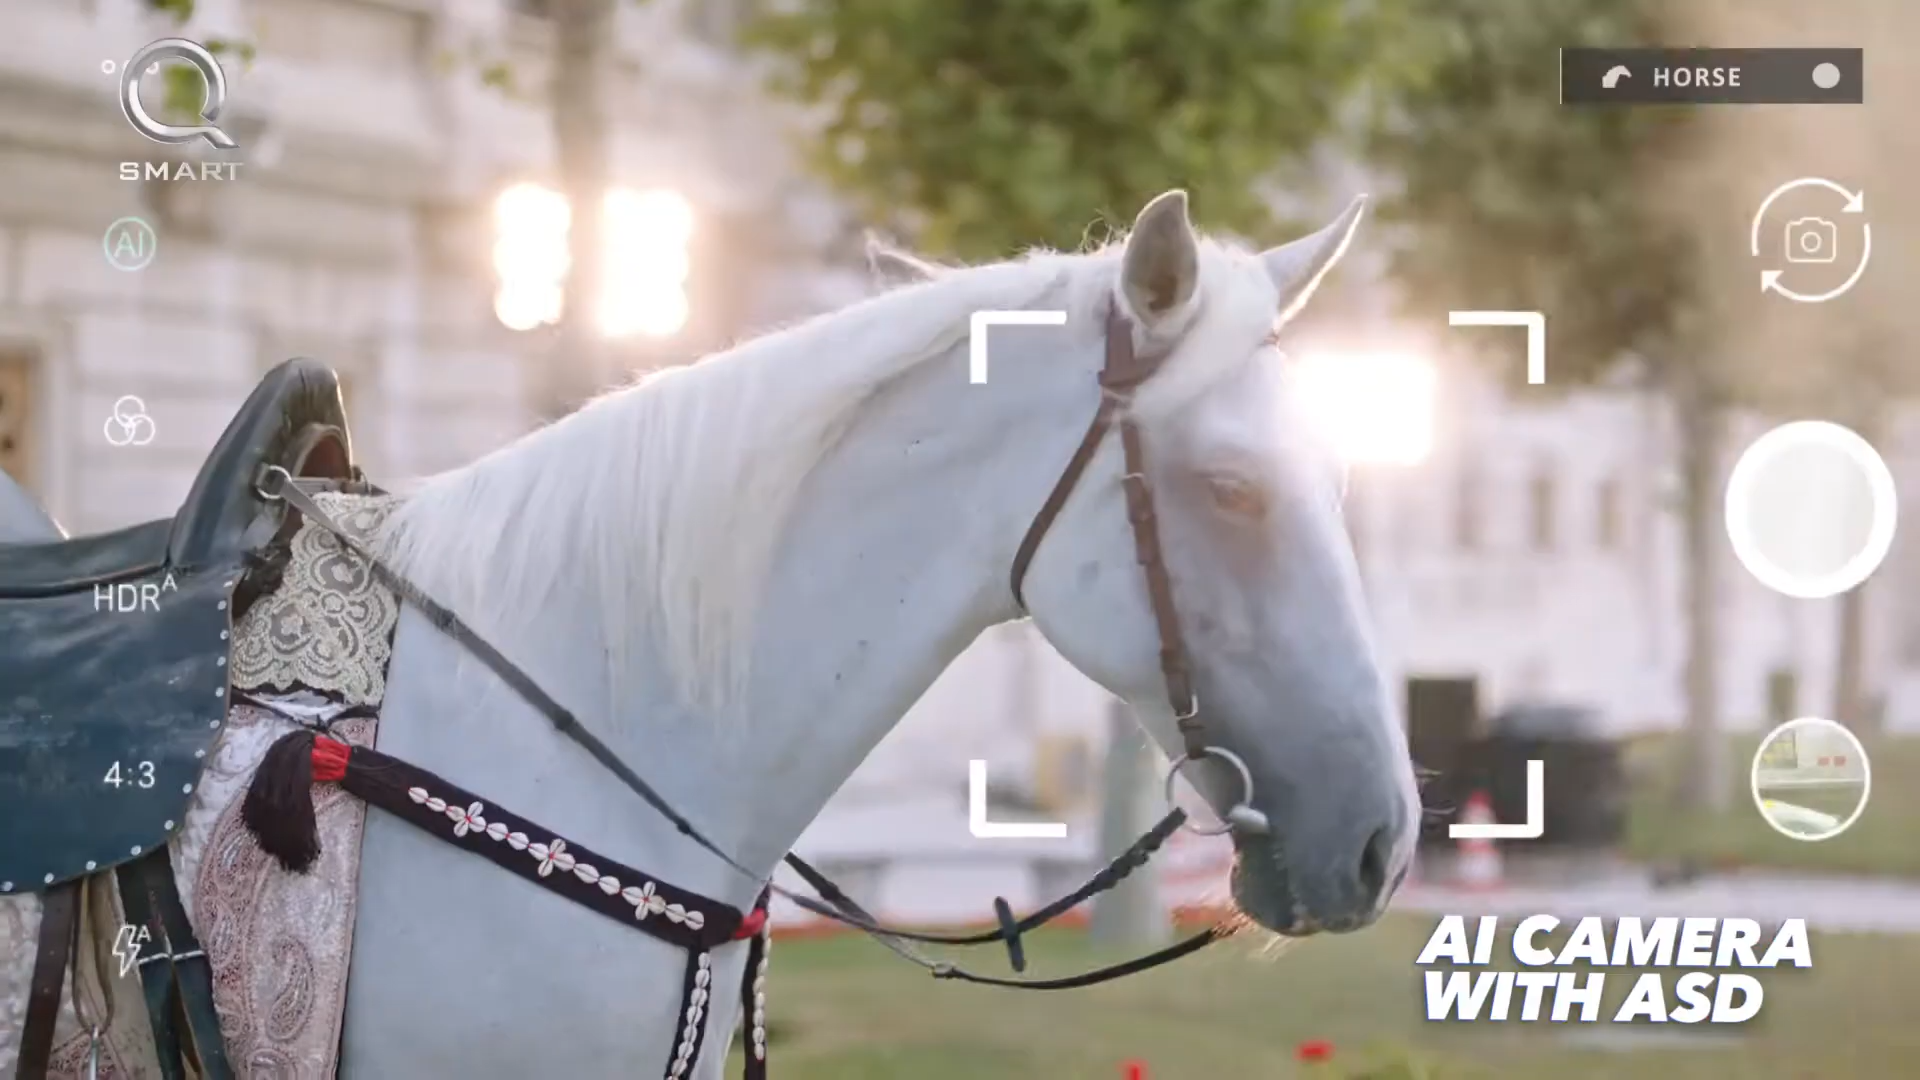 SMART
HORSE
AI
HDR A
4:3
A
AI CAMERA
WITH ASD